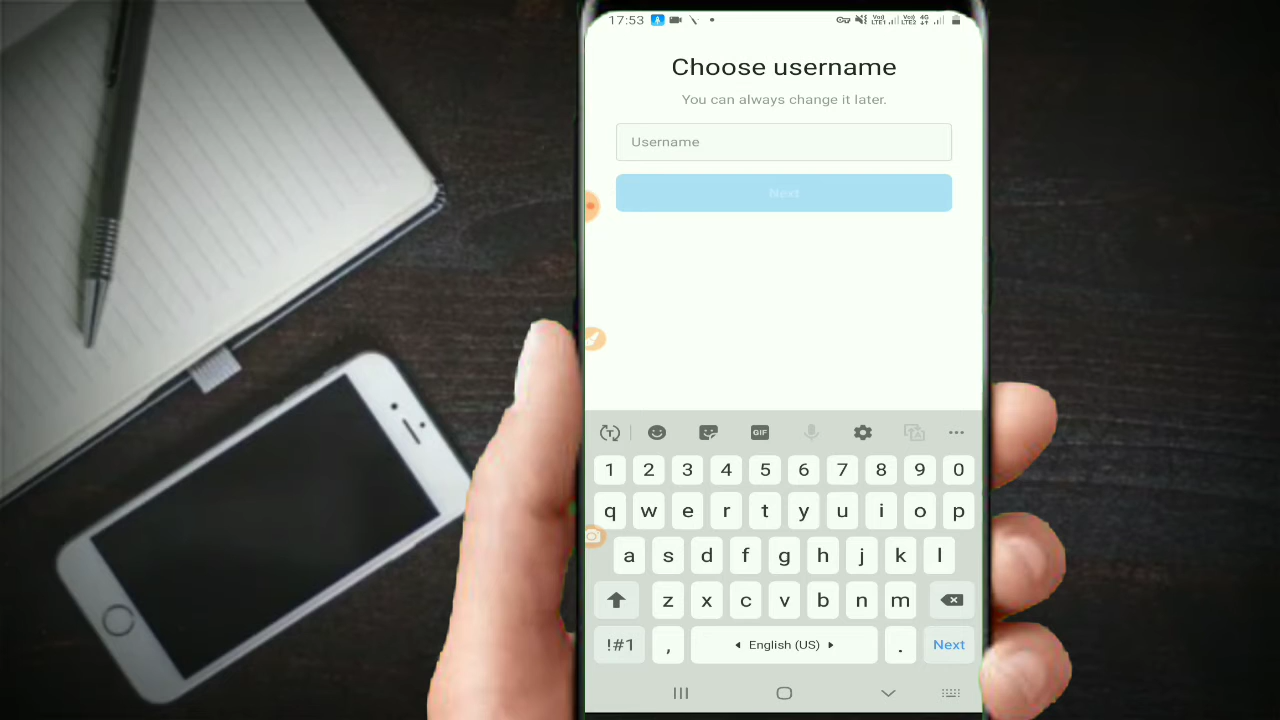 17:53
Choose username
You can always change it later.
Username
Next
GIF
1 2 3 4 5 6 7 8 9 0
q w e r t y u i o p
a s d f g h j k l
z x c v b n m
!#1 , English (US) . Next